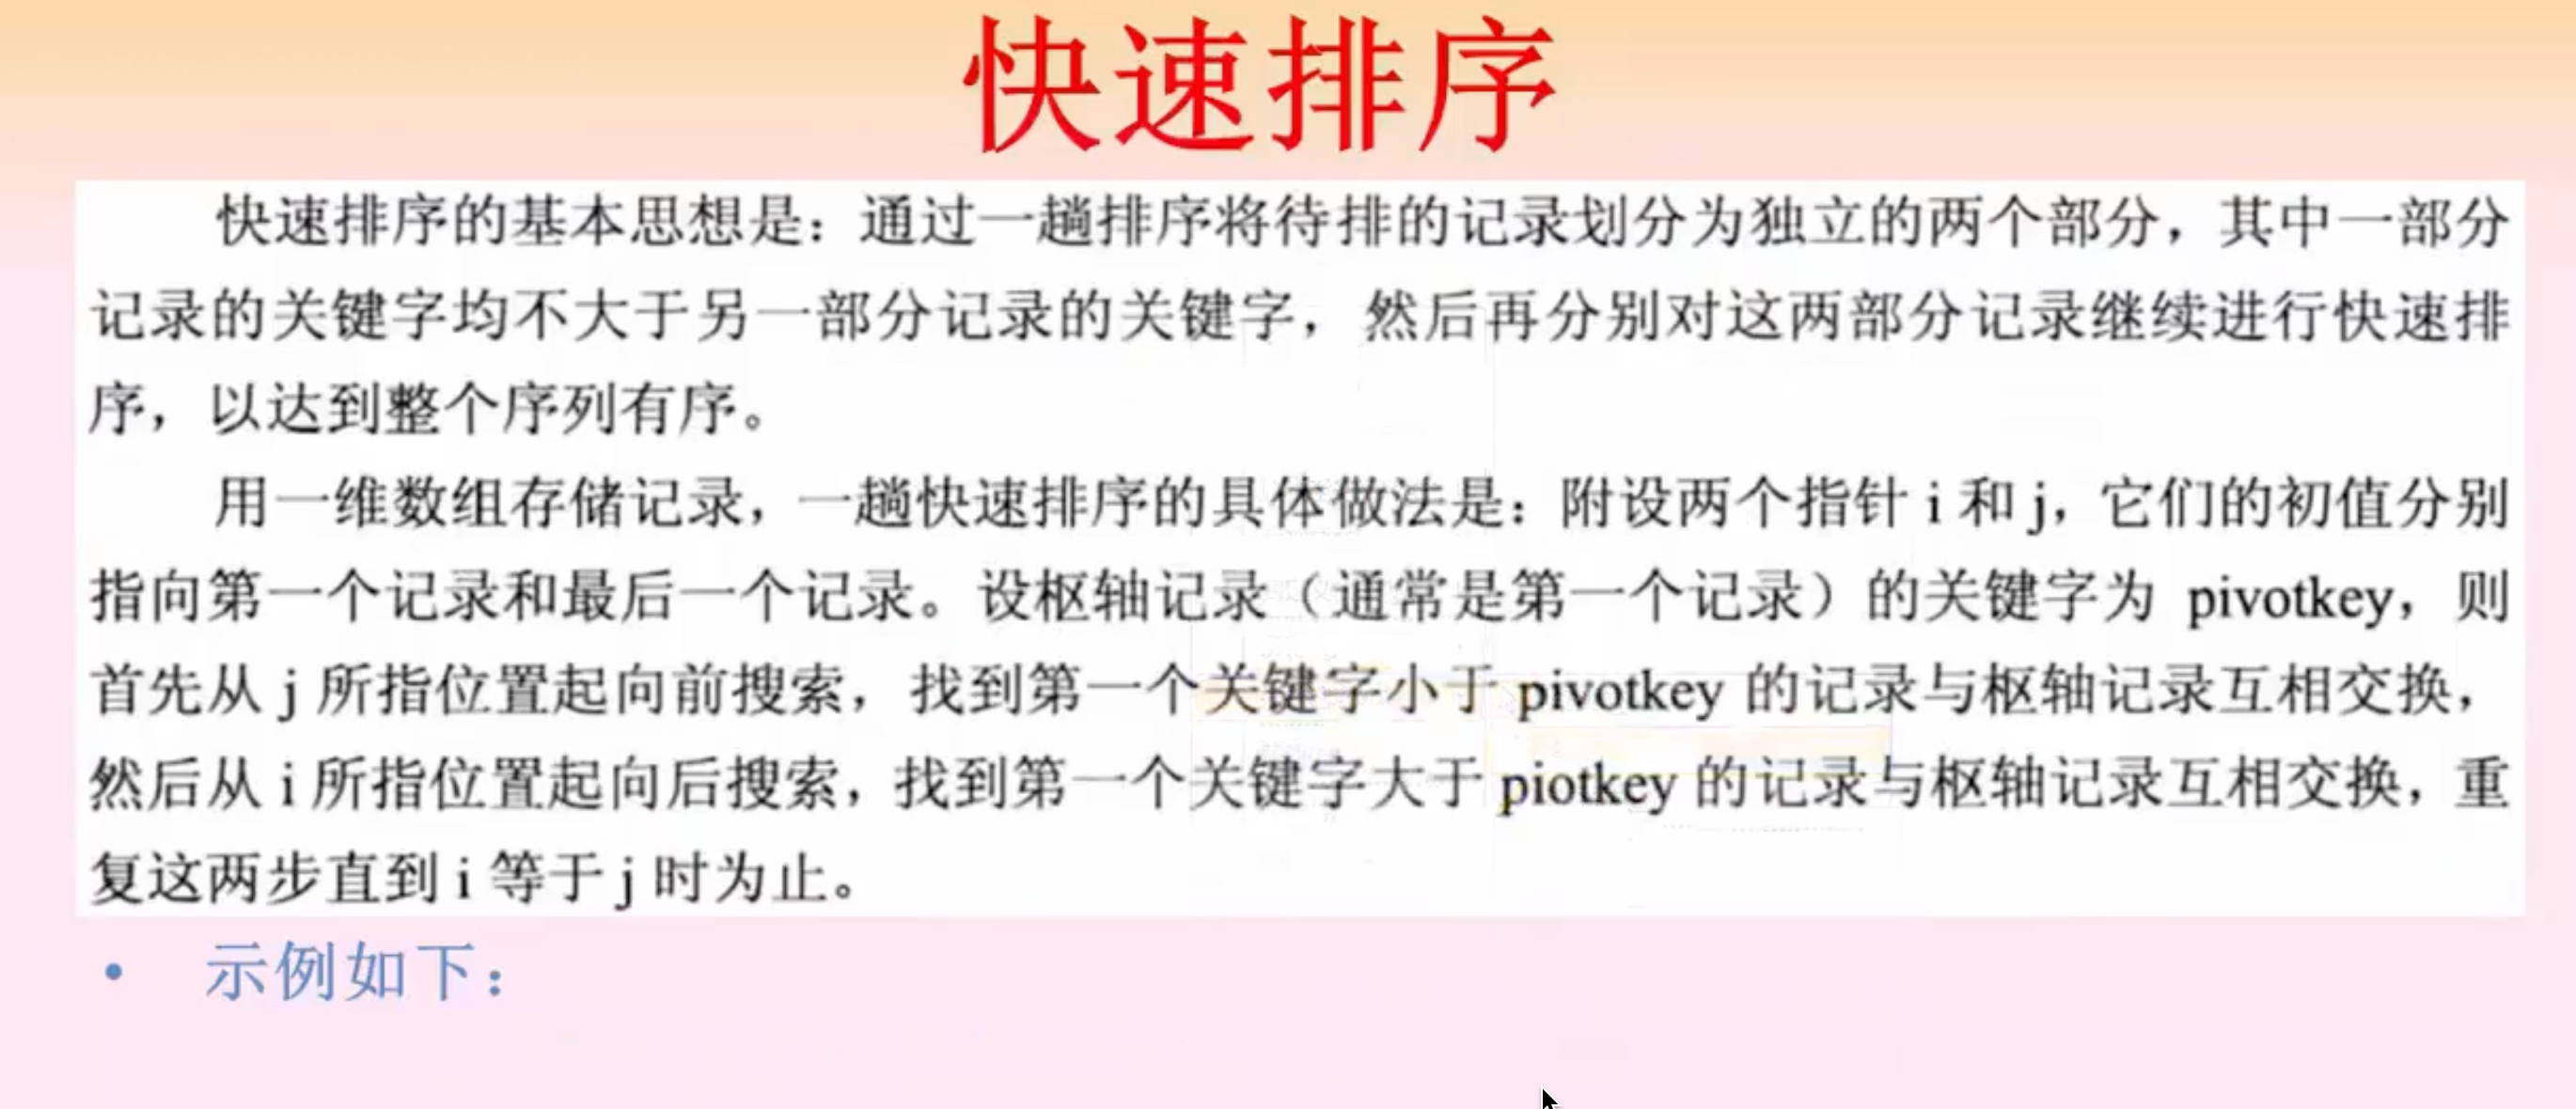 快速排序
快速排序的基本思想是：通过一趟排序将待排的记录划分为独立的两个部分，其中一部分
记录的关键字均不大于另一部分记录的关键字，然后再分别对这两部分记录继续进行快速排
序，以达到整个序列有序。
用一维数组存储记录，一趟快速排序的具体做法是：附设两个指针 i 和 j，它们的初值分别
指向第一个记录和最后一个记录。设枢轴记录（通常是第一个记录）的关键字为 pivotkey，则
首先从 j 所指位置起向前搜索，找到第一个关键字小于 pivotkey 的记录与枢轴记录互相交换，
然后从 i 所指位置起向后搜索，找到第一个关键字大于 piotkey 的记录与枢轴记录互相交换，重
复这两步直到 i 等于 j 时为止。
• 示例如下：